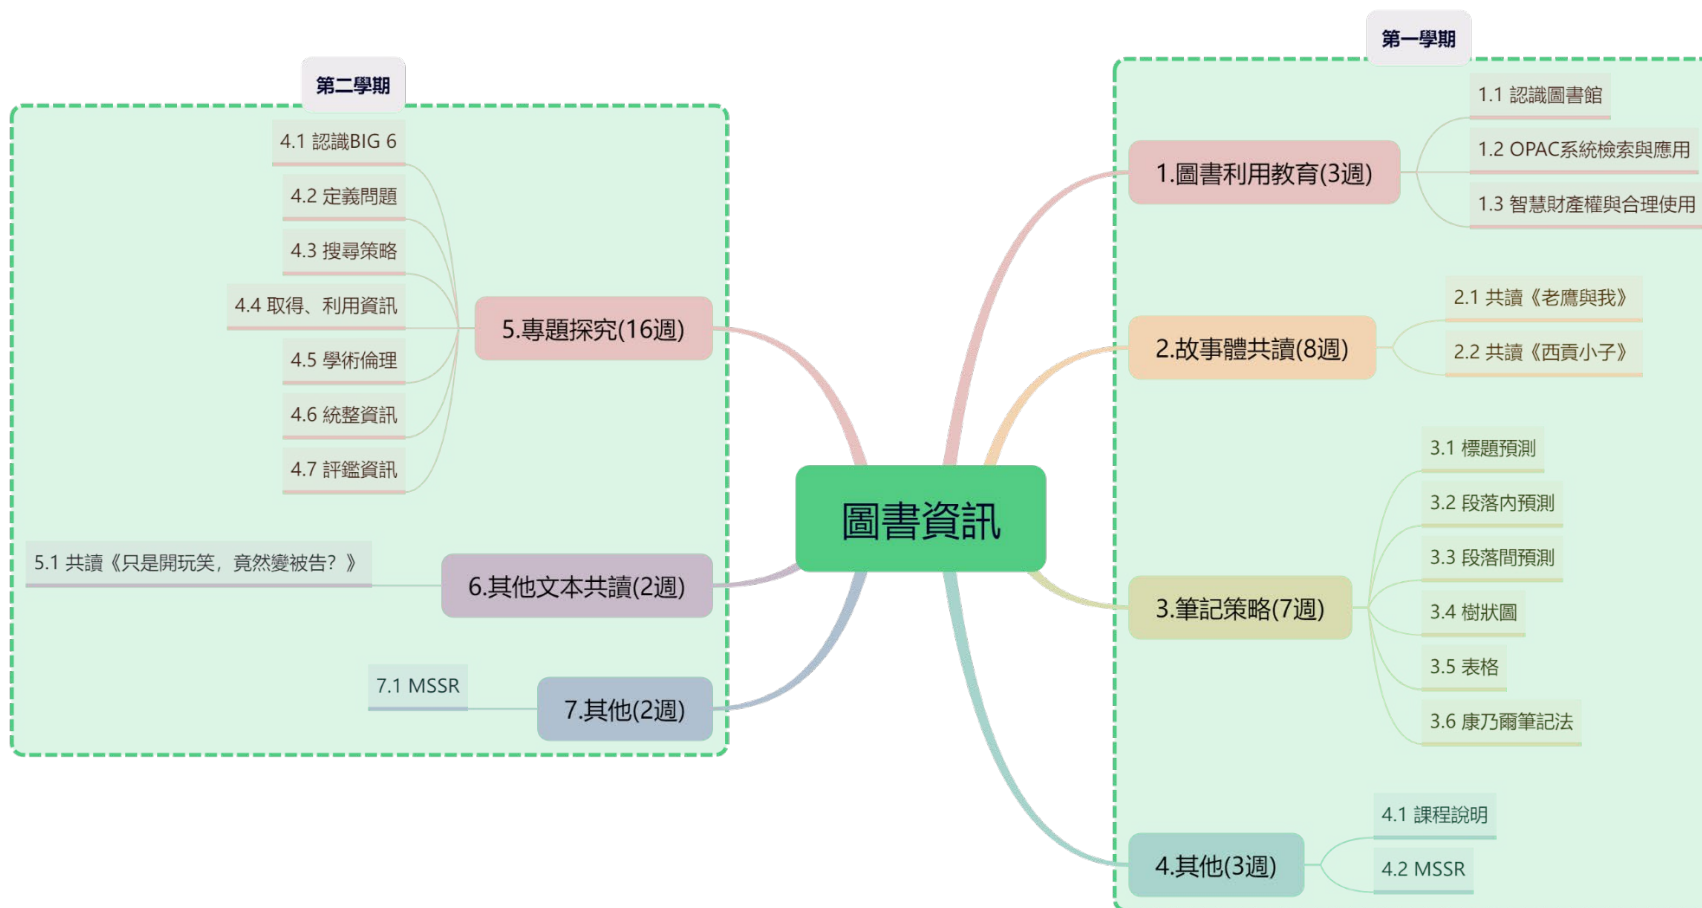 圖書資訊
第一學期
1.圖書利用教育(3週)
1.1 認識圖書館
1.2 OPAC系統檢索與應用
1.3 智慧財產權與合理使用
2.故事體共讀(8週)
2.1 共讀《老鷹與我》
2.2 共讀《西貢小子》
3.筆記策略(7週)
3.1 標題預測
3.2 段落內預測
3.3 段落間預測
3.4 樹狀圖
3.5 表格
3.6 康乃爾筆記法
4.其他(3週)
4.1 課程說明
4.2 MSSR
第二學期
5.專題探究(16週)
4.1 認識BIG 6
4.2 定義問題
4.3 搜尋策略
4.4 取得、利用資訊
4.5 學術倫理
4.6 統整資訊
4.7 評鑑資訊
6.其他文本共讀(2週)
5.1 共讀《只是開玩笑，竟然變被告？》
7.其他(2週)
7.1 MSSR